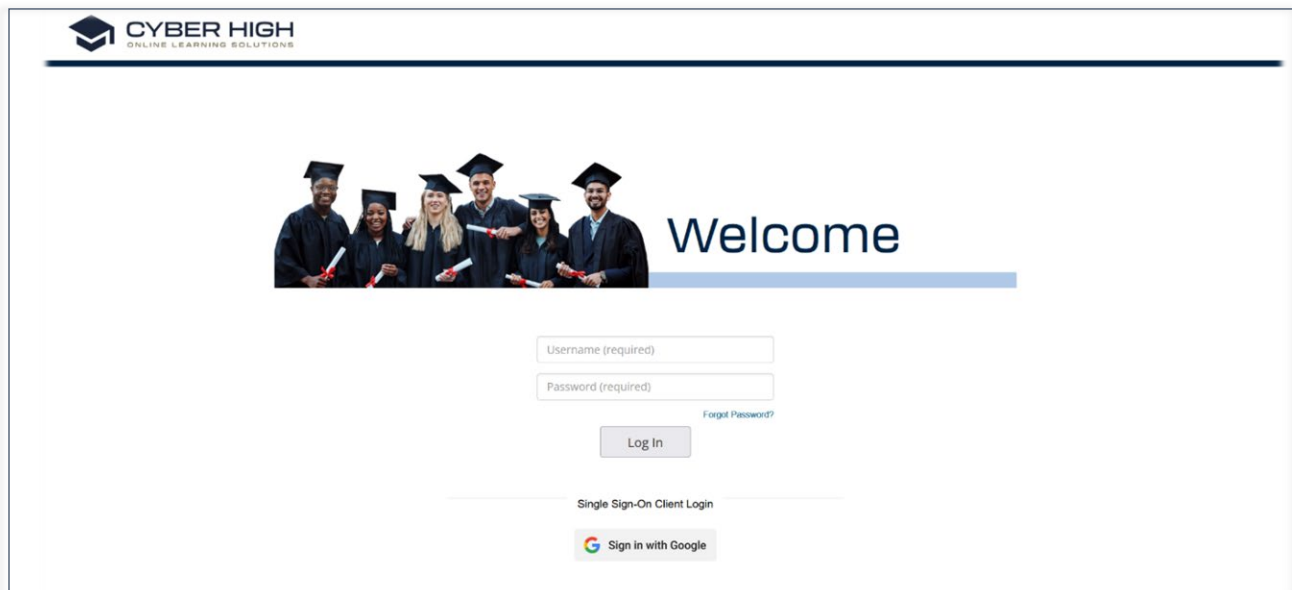 CYBER HIGH
ONLINE LEARNING SOLUTIONS
Welcome
Username (required)
Password (required)
Forgot Password?
Log In
Single Sign-On Client Login
Sign in with Google